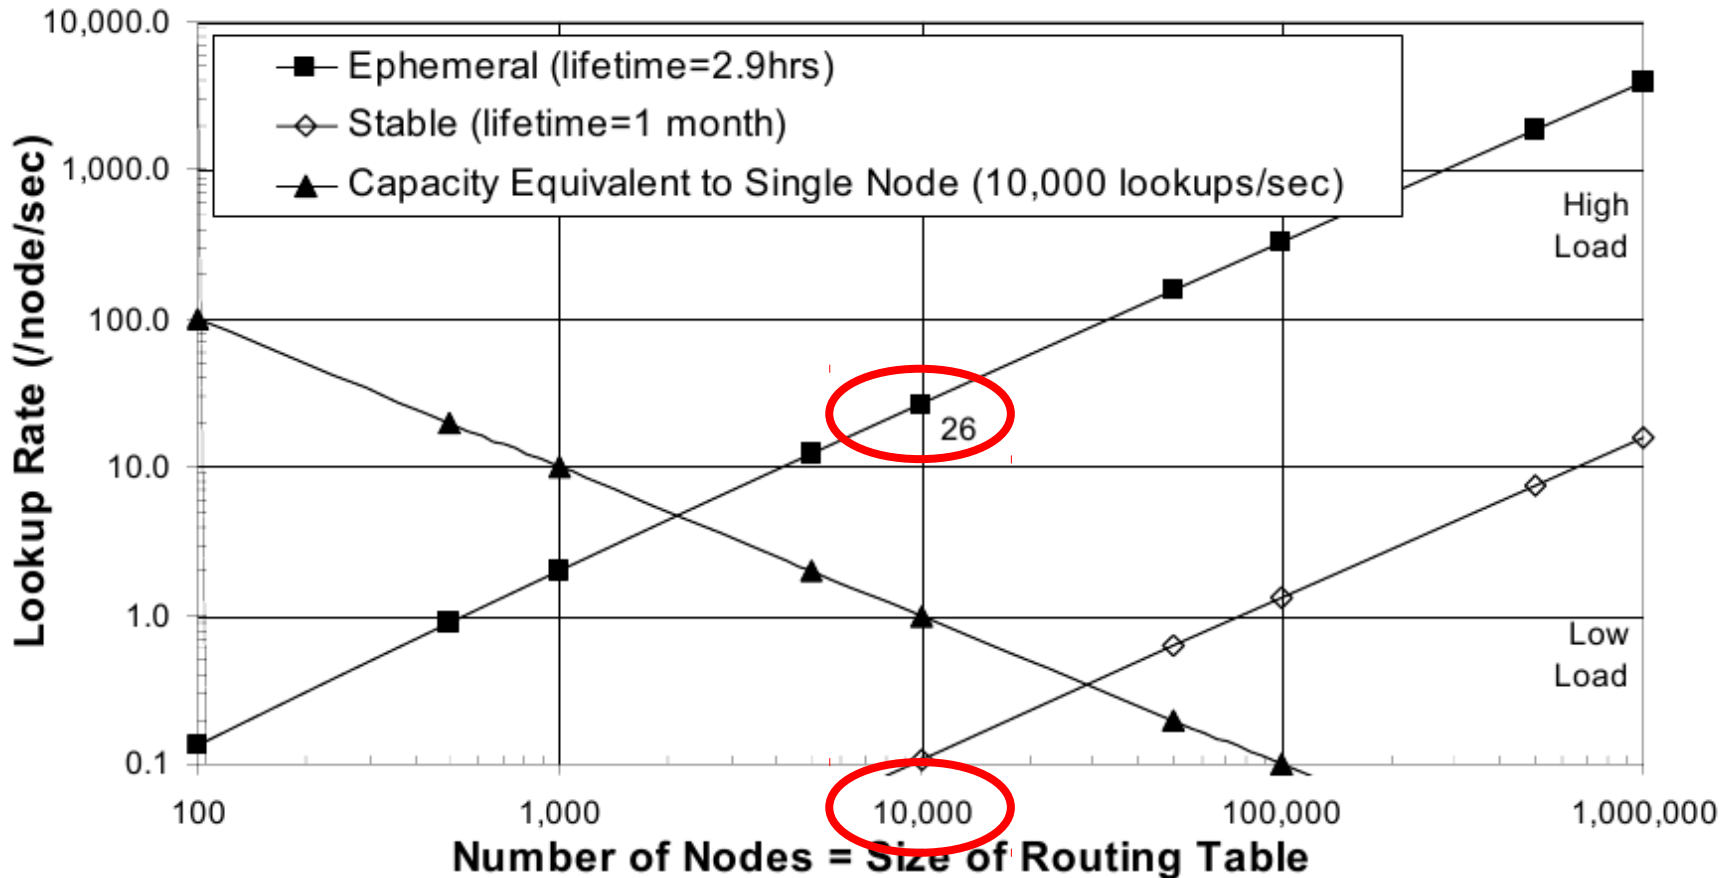 10,000.0
1,000.0
100.0
10.0
1.0
0.1
Lookup Rate (/node/sec)
Ephemeral (lifetime=2.9hrs)
Stable (lifetime=1 month)
Capacity Equivalent to Single Node (10,000 lookups/sec)
High
Load
26
Low
Load
100 1,000 10,000 100,000 1,000,000
Number of Nodes = Size of Routing Table